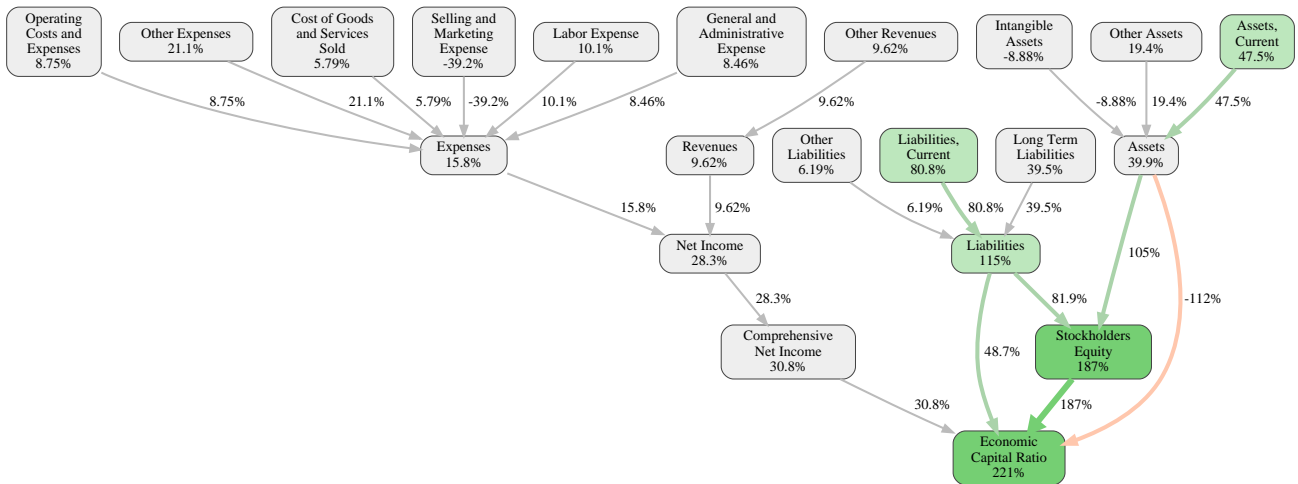 Operating
Costs and
Expenses
8.75%
Other Expenses
21.1%
Cost of Goods
and Services
Sold
5.79%
Selling and
Marketing
Expense
-39.2%
Labor Expense
10.1%
General and
Administrative
Expense
8.46%
Other Revenues
9.62%
Intangible
Assets
-8.88%
Other Assets
19.4%
Assets,
Current
47.5%
8.75%
21.1%
5.79%
-39.2%
10.1%
8.46%
9.62%
-8.88%
19.4%
47.5%
Expenses
15.8%
Revenues
9.62%
Other
Liabilities
6.19%
Liabilities,
Current
80.8%
Long Term
Liabilities
39.5%
Assets
39.9%
15.8%
9.62%
6.19%
80.8%
39.5%
Net Income
28.3%
Liabilities
115%
105%
28.3%
81.9%
-112%
Comprehensive
Net Income
30.8%
48.7%
Stockholders
Equity
187%
30.8%
187%
Economic
Capital Ratio
221%